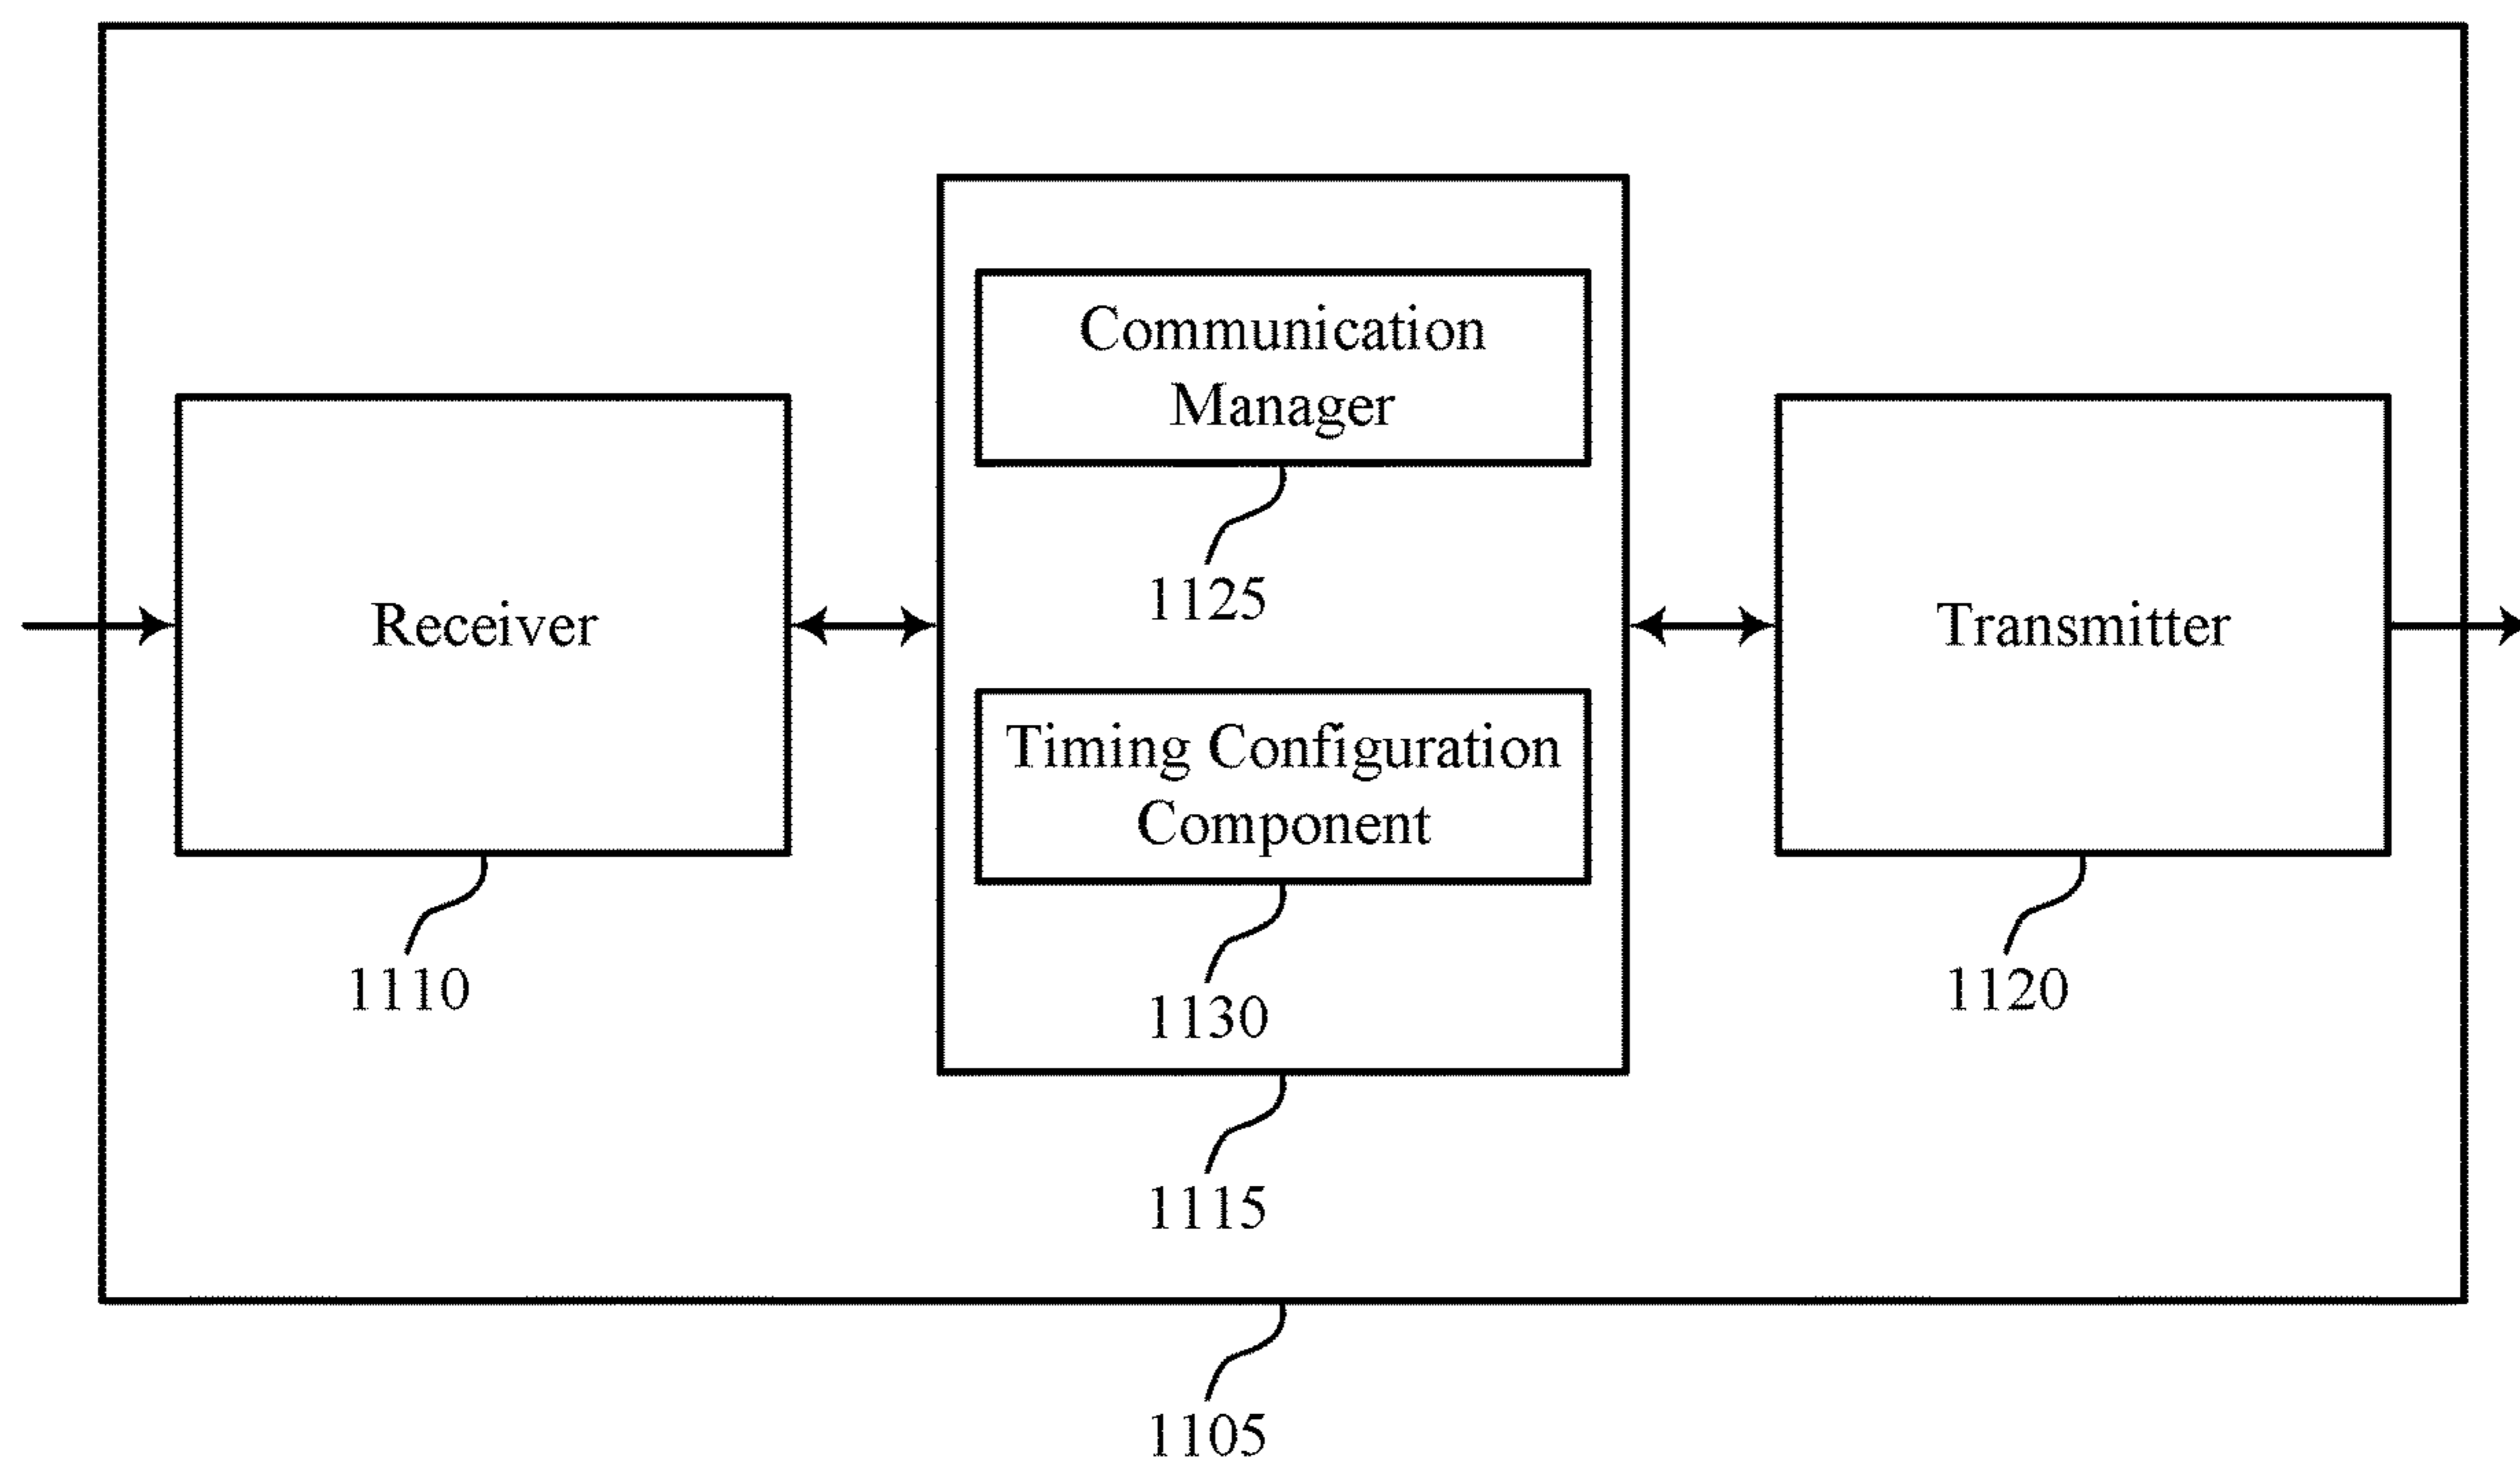 Communication
Manager
1125
Receiver
1110
Timing Configuration
Component
1130
Transmitter
1120
1115
1105